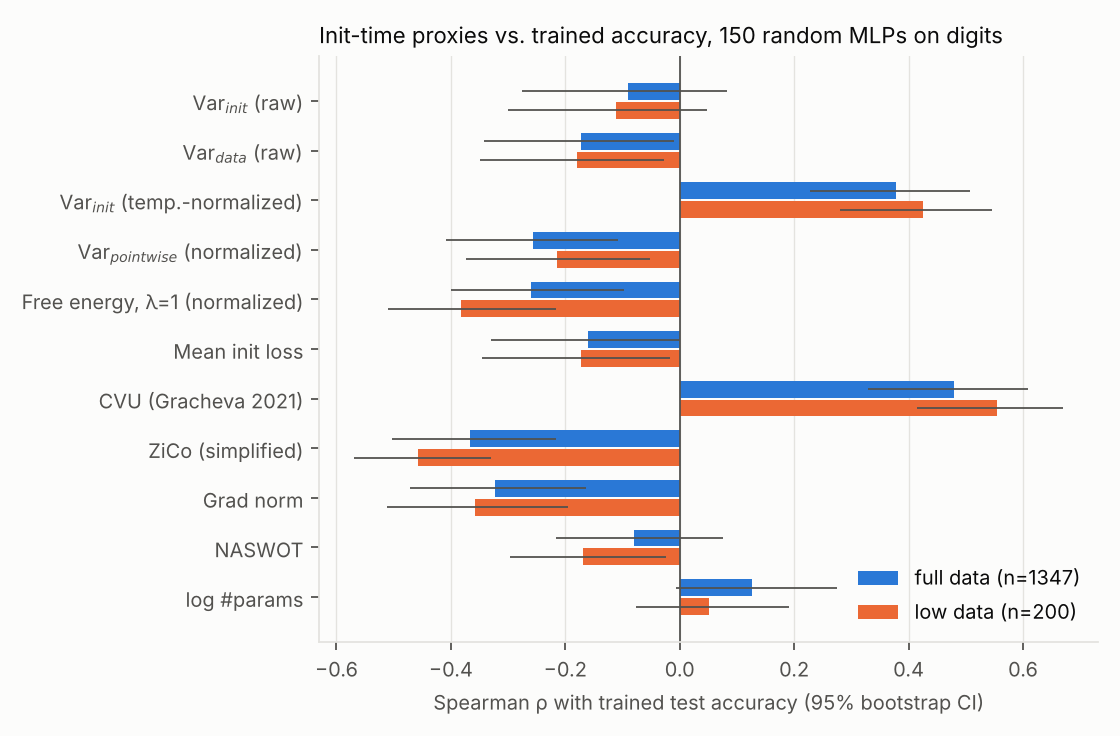 Init-time proxies vs. trained accuracy, 150 random MLPs on digits
Var_init (raw)
Var_data (raw)
Var_init (temp.-normalized)
Var_pointwise (normalized)
Free energy, λ=1 (normalized)
Mean init loss
CVU (Gracheva 2021)
ZiCo (simplified)
Grad norm
NASWOT
log #params
full data (n=1347)
low data (n=200)
−0.6 −0.4 −0.2 0.0 0.2 0.4 0.6
Spearman ρ with trained test accuracy (95% bootstrap CI)